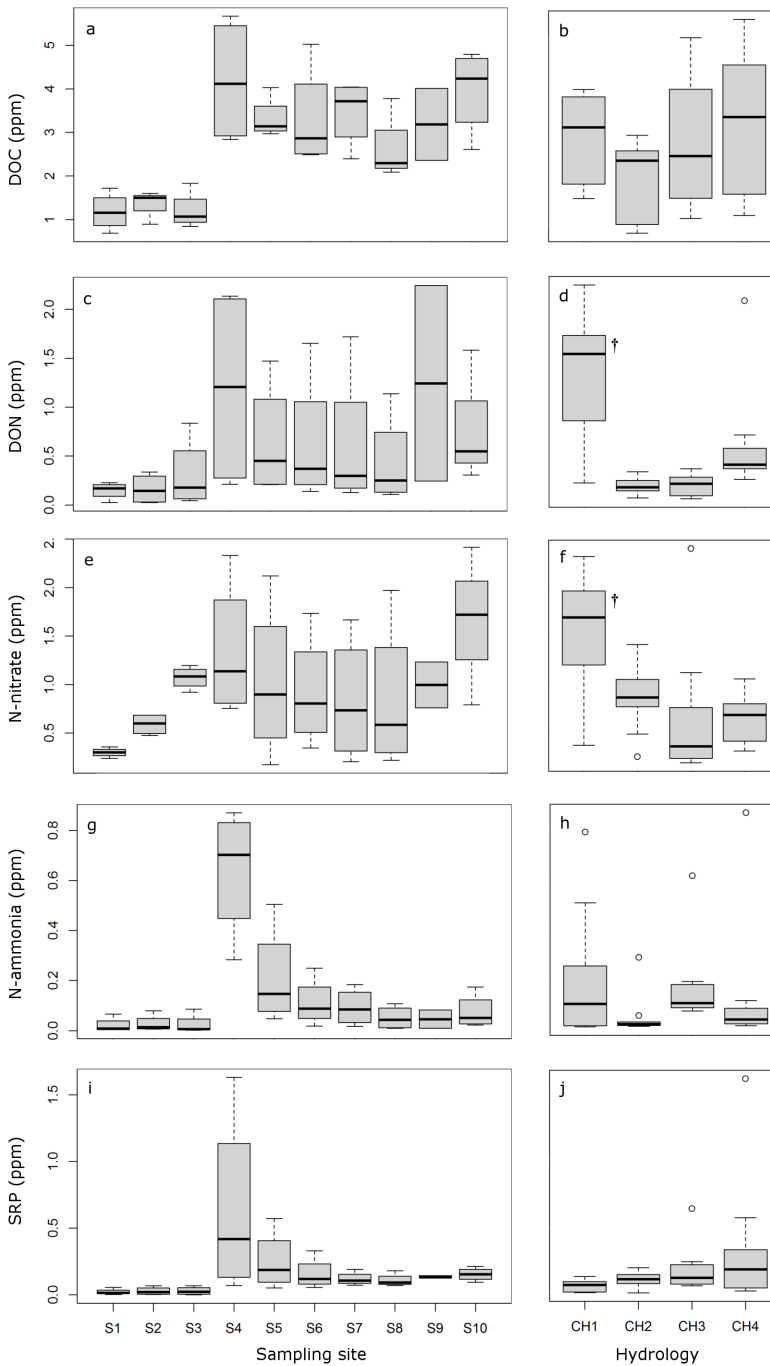 a
b
DOC (ppm)
5
4
3
2
1
c
d
†
DON (ppm)
2.0
1.5
1.0
0.5
0.0
e
f
†
N-nitrate (ppm)
2.0
1.5
1.0
0.5
g
h
N-ammonia (ppm)
0.8
0.6
0.4
0.2
0.0
i
j
SRP (ppm)
1.5
1.0
0.5
0.0
S1 S2 S3 S4 S5 S6 S7 S8 S9 S10
CH1 CH2 CH3 CH4
Sampling site
Hydrology